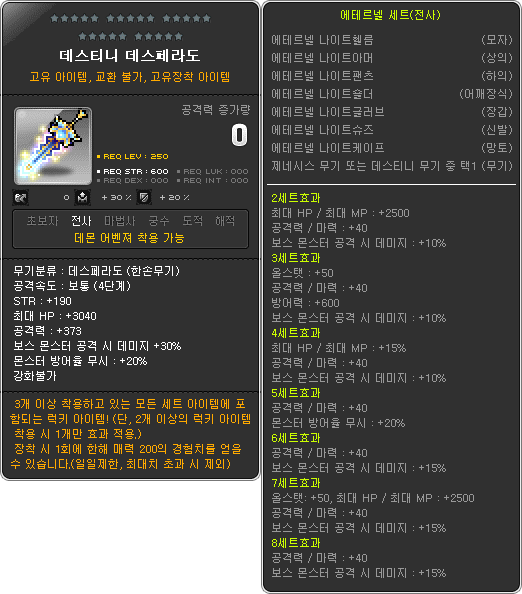 데스티니 데스페라도
고유 아이템, 교환 불가, 고유장착 아이템
공격력 증가량
0
REQ LEV : 250
REQ STR : 600
REQ LUK : 000
REQ DEX : 000
REQ INT : 000
0
+ 30 %
+ 20 %
초보자 전사 마법사 궁수 도적 해적
데몬 어벤져 착용 가능
무기분류 : 데스페라도 (한손무기)
공격속도 : 보통 (4단계)
STR : +190
최대 HP : +3040
공격력 : +373
보스 몬스터 공격 시 데미지 +30%
몬스터 방어율 무시 : +20%
강화불가
3개 이상 착용하고 있는 모든 세트 아이템에 포
함되는 럭키 아이템! (단, 2개 이상의 럭키 아이템
착용 시 1개만 효과 적용.)
장착 시 1회에 한해 매력 200의 경험치를 얻을
수 있습니다.(일일제한, 최대치 초과 시 제외)
에테르넬 세트(전사)
에테르넬 나이트헬름 (모자)
에테르넬 나이트아머 (상의)
에테르넬 나이트팬츠 (하의)
에테르넬 나이트숄더 (어깨장식)
에테르넬 나이트글러브 (장갑)
에테르넬 나이트슈즈 (신발)
에테르넬 나이트케이프 (망토)
제네시스 무기 또는 데스티니 무기 중 택1 (무기)
2세트효과
최대 HP / 최대 MP : +2500
공격력 / 마력 : +40
보스 몬스터 공격 시 데미지 : +10%
3세트효과
올스탯 : +50
공격력 / 마력 : +40
방어력 : +600
보스 몬스터 공격 시 데미지 : +10%
4세트효과
최대 HP / 최대 MP : +15%
공격력 / 마력 : +40
보스 몬스터 공격 시 데미지 : +10%
5세트효과
공격력 / 마력 : +40
몬스터 방어율 무시 : +20%
6세트효과
공격력 / 마력 : +40
보스 몬스터 공격 시 데미지 : +15%
7세트효과
올스탯: +50, 최대 HP / 최대 MP : +2500
공격력 / 마력 : +40
보스 몬스터 공격 시 데미지 : +15%
8세트효과
공격력 / 마력 : +40
보스 몬스터 공격 시 데미지 : +15%